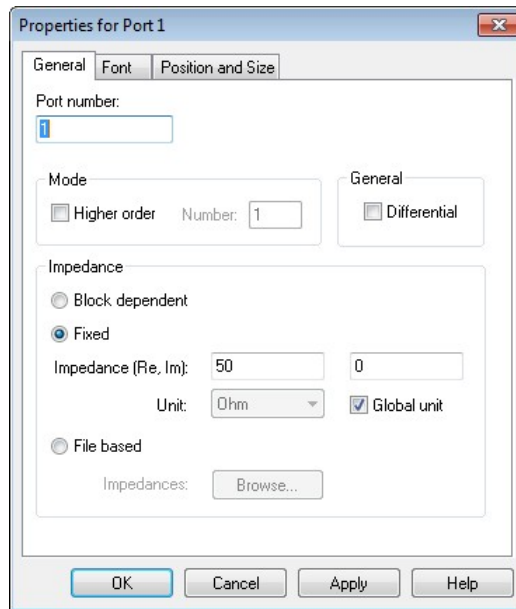 Properties for Port 1
General Font Position and Size
Port number:
1
Mode
Higher order Number: 1
General
Differential
Impedance
Block dependent
Fixed
Impedance (Re, Im): 50 0
Unit: Ohm Global unit
File based
Impedances: Browse...
OK Cancel Apply Help